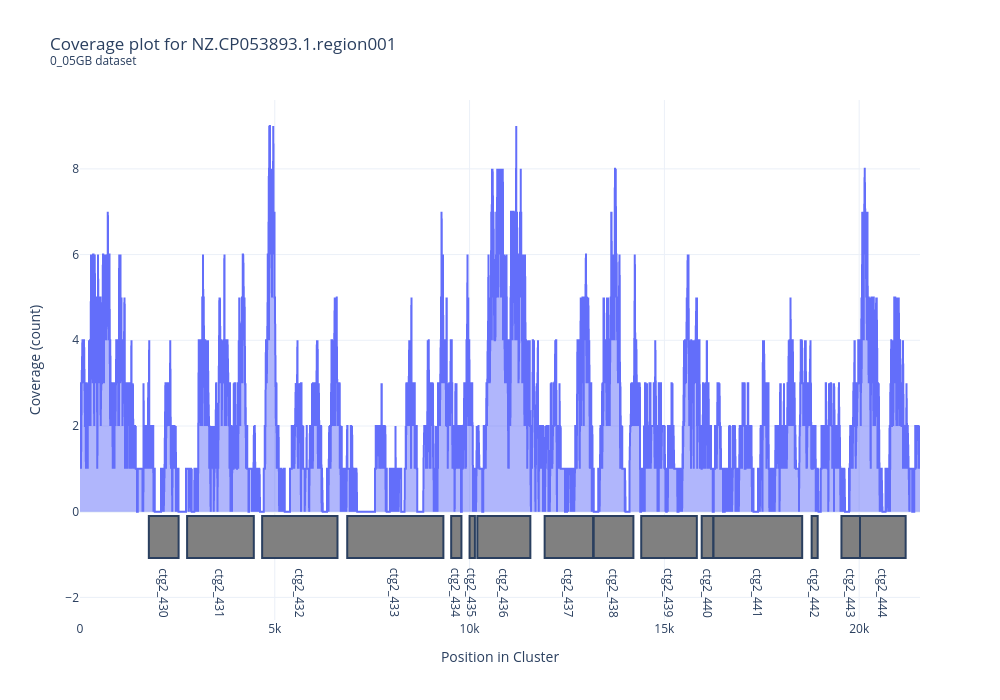 Coverage plot for NZ.CP053893.1.region001
0_05GB dataset
8
6
4
2
0
−2
Coverage (count)
ctg2_430
ctg2_431
ctg2_432
ctg2_433
ctg2_434
ctg2_435
ctg2_436
ctg2_437
ctg2_438
ctg2_439
ctg2_440
ctg2_441
ctg2_442
ctg2_443
ctg2_444
0
5k
10k
15k
20k
Position in Cluster